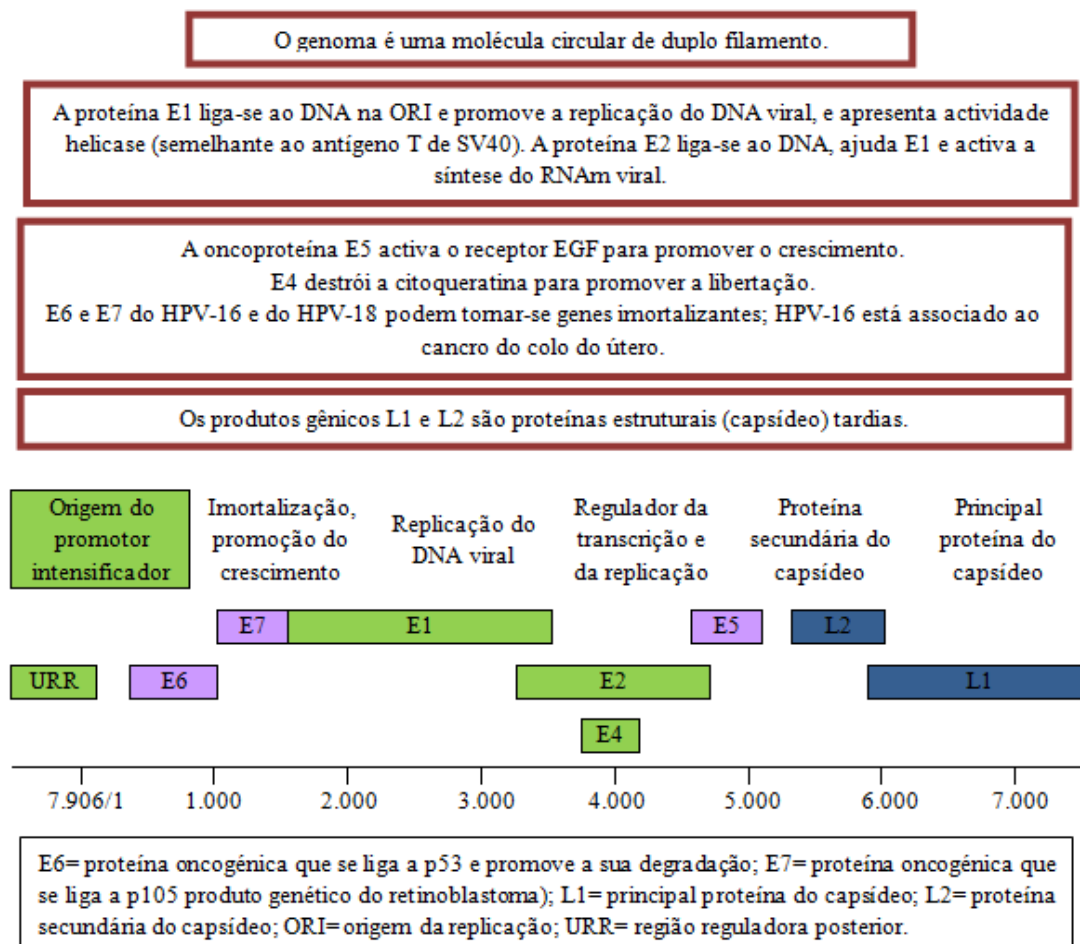 O genoma é uma molécula circular de duplo filamento.
A proteína E1 liga-se ao DNA na ORI e promove a replicação do DNA viral, e apresenta actividade
helicase (semelhante ao antígeno T de SV40). A proteína E2 liga-se ao DNA, ajuda E1 e activa a
síntese do RNAm viral.
A oncoproteína E5 activa o receptor EGF para promover o crescimento.
E4 destrói a citoqueratina para promover a libertação.
E6 e E7 do HPV-16 e do HPV-18 podem tomar-se genes imortalizantes; HPV-16 está associado ao
cancro do colo do útero.
Os produtos gênicos L1 e L2 são proteínas estruturais (capsídeo) tardias.
Origem do
promotor
intensificador
Imortalização,
promoção do
crescimento
Replicação do
DNA viral
Regulador da
transcrição e
da replicação
Proteína
secundária do
capsídeo
Principal
proteína do
capsídeo
E7 E1 E5 L2
URR E6 E2 L1
E4
7.906/1 1.000 2.000 3.000 4.000 5.000 6.000 7.000
E6= proteína oncogénica que se liga a p53 e promove a sua degradação; E7= proteína oncogénica que
se liga a p105 produto genético do retinoblastoma); L1= principal proteína do capsídeo; L2= proteína
secundária do capsídeo; ORI= origem da replicação; URR= região reguladora posterior.